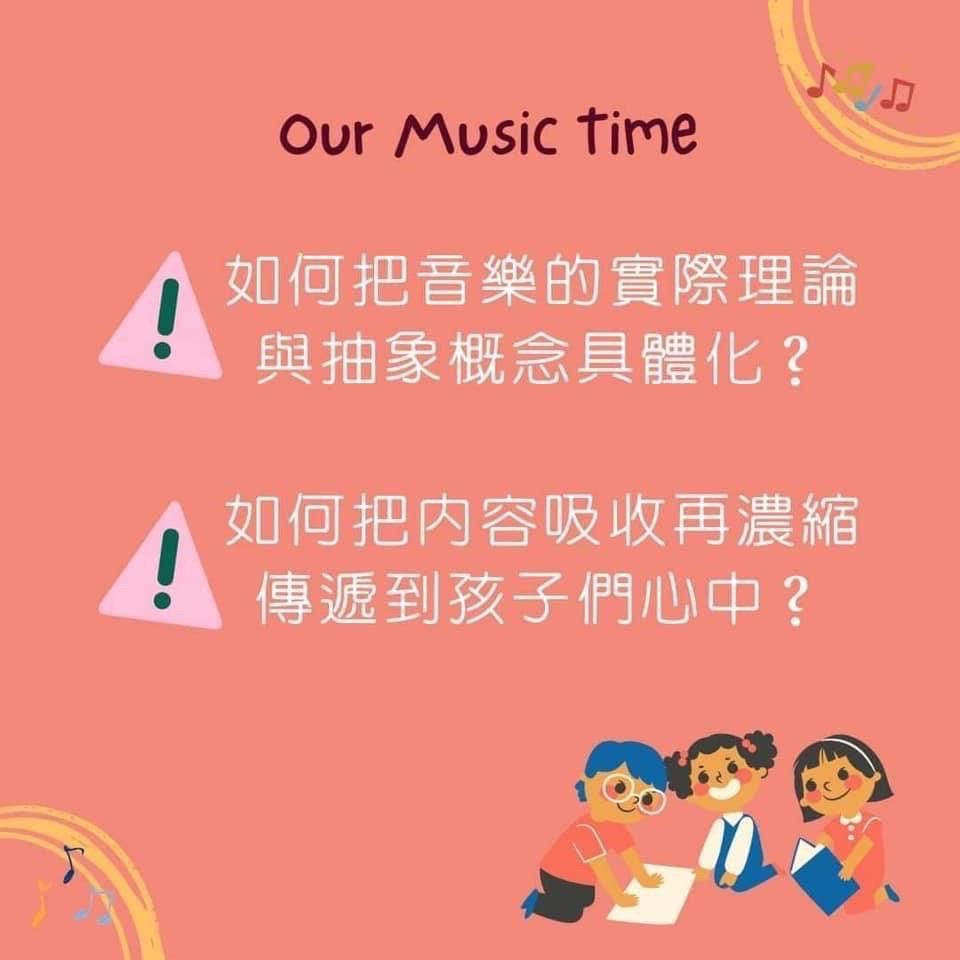 Our Music Time
如何把音樂的實際理論
與抽象概念具體化？
如何把內容吸收再濃縮
傳遞到孩子們心中？